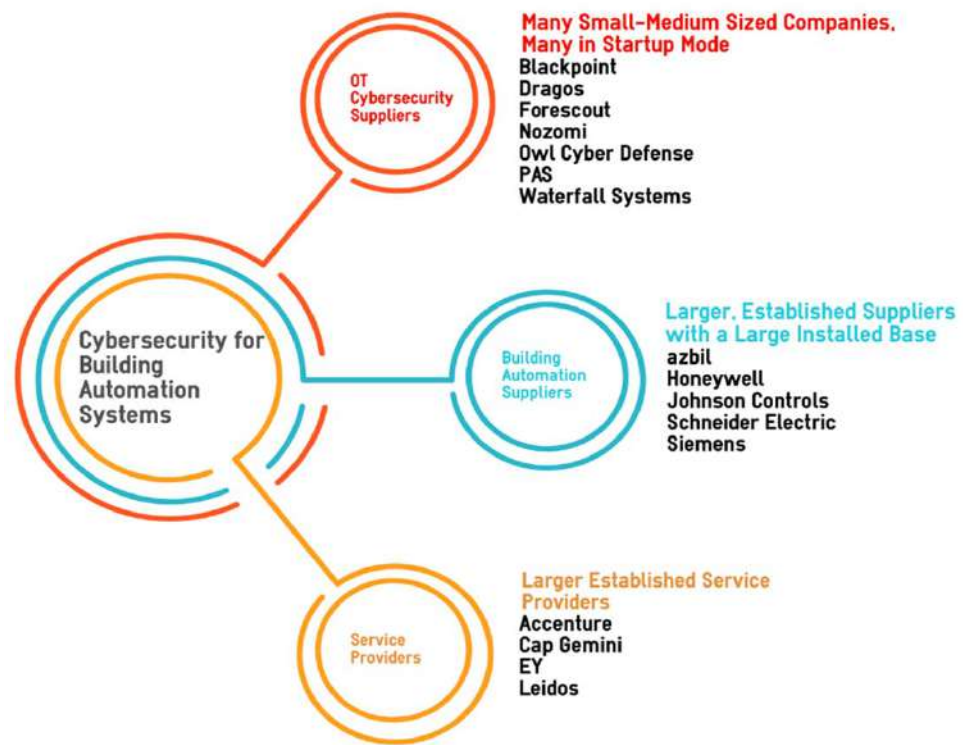 Many Small-Medium Sized Companies,
Many in Startup Mode
Blackpoint
Dragos
Forescout
Nozomi
Owl Cyber Defense
PAS
Waterfall Systems
OT
Cybersecurity
Suppliers
Cybersecurity for
Building
Automation
Systems
Building
Automation
Suppliers
Larger, Established Suppliers
with a Large Installed Base
azbil
Honeywell
Johnson Controls
Schneider Electric
Siemens
Service
Providers
Larger Established Service
Providers
Accenture
Cap Gemini
EY
Leidos